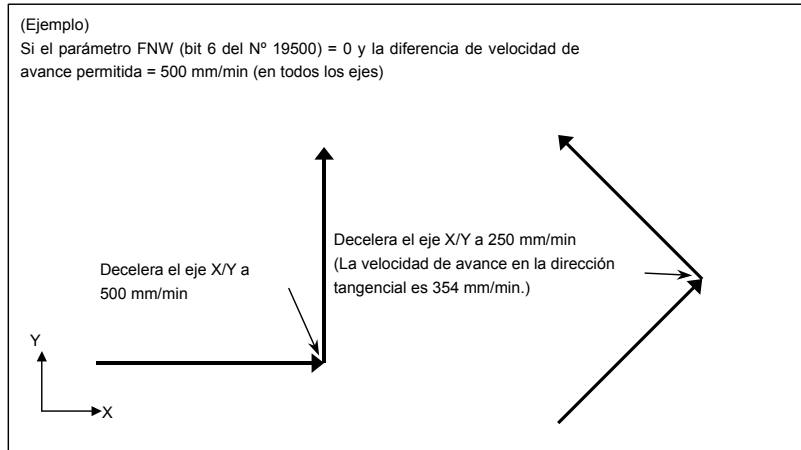 (Ejemplo)
Si el parámetro FNW (bit 6 del Nº 19500) = 0 y la diferencia de velocidad de
avance permitida = 500 mm/min (en todos los ejes)
Decelera el eje X/Y a
500 mm/min
Decelera el eje X/Y a 250 mm/min
(La velocidad de avance en la dirección
tangencial es 354 mm/min.)
Y
X